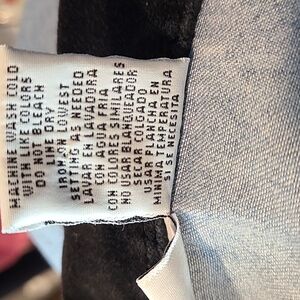 MACHINE WASH COLD
WITH LIKE COLORS
DO NOT BLEACH
LINE DRY
IRON ON LOWEST
SETTING AS NEEDED
LAVAR EN LAVADORA
CON AGUA FRIA
CON COLORES SIMILARES
NO USAR BLANQUEADOR
SECAR COLGADO
USAR PLANCHA EN
MINIMA TEMPERATURA
SI SE NECESITA